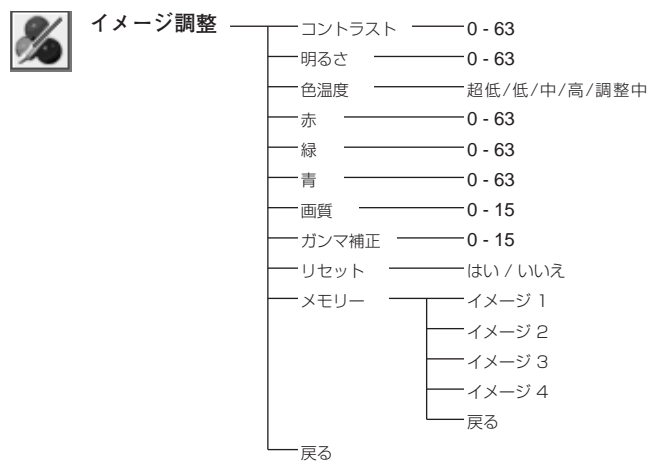 イメージ調整
コントラスト 0 - 63
明るさ 0 - 63
色温度 超低/低/中/高/調整中
赤 0 - 63
緑 0 - 63
青 0 - 63
画質 0 - 15
ガンマ補正 0 - 15
リセット はい / いいえ
メモリー イメージ 1
イメージ 2
イメージ 3
イメージ 4
戻る
戻る